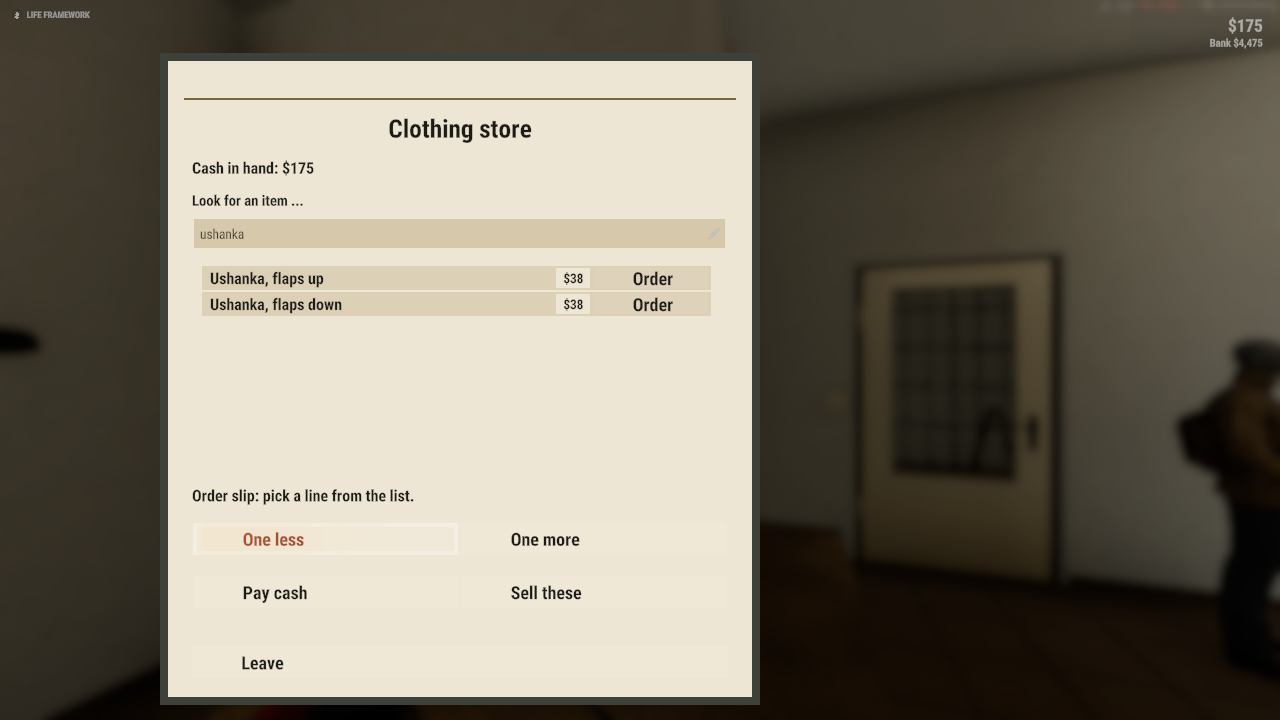 LIFE FRAMEWORK
$175
Bank $4,475
Clothing store
Cash in hand: $175
Look for an item ...
ushanka
Ushanka, flaps up $38 Order
Ushanka, flaps down $38 Order
Order slip: pick a line from the list.
One less One more
Pay cash Sell these
Leave